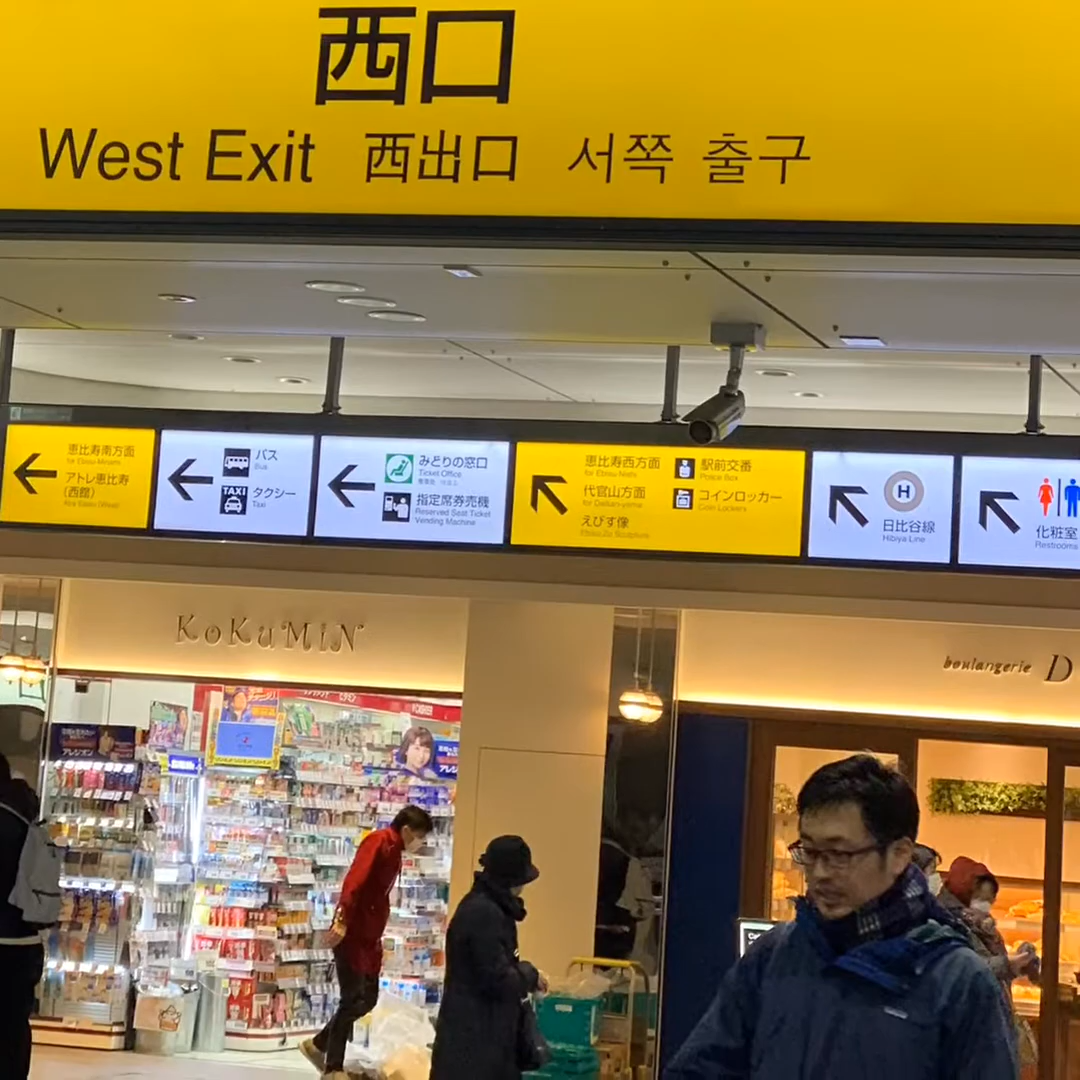 西口
West Exit 西出口 서쪽 출구
恵比寿南方面
for Ebisu-Minami
アトレ恵比寿
(西館)
バス
Bus
TAXI
タクシー
Taxi
みどりの窓口
Ticket Office
指定席券売機
Reserved Seat Ticket
Vending Machine
恵比寿西方面
for Ebisu-Nishi
代官山方面
for Daikan-yama
えびす像
駅前交番
Police Box
コインロッカー
Coin Lockers
H
日比谷線
Hibiya Line
化粧室
Restrooms
KoKuMiN
boulangerie D
アレジオン